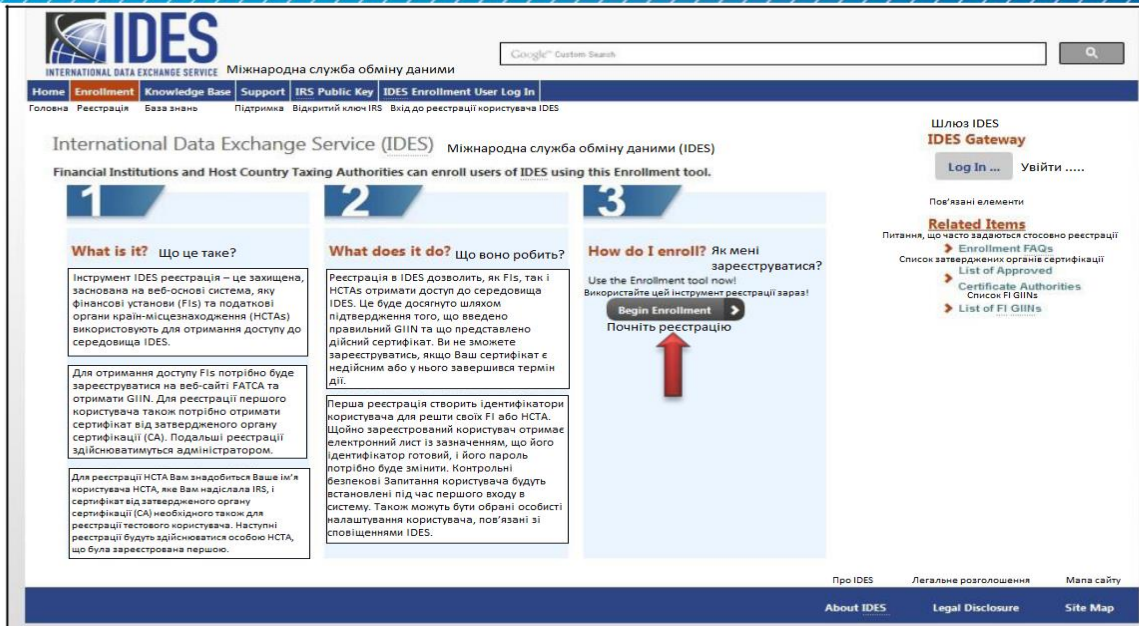 IDES
INTERNATIONAL DATA EXCHANGE SERVICE Міжнародна служба обміну даними
Google™ Custom Search
Home Enrollment Knowledge Base Support IRS Public Key IDES Enrollment User Log In
Головна Реєстрація База знань Підтримка Відкритий ключ IRS Вхід до реєстрації користувача IDES
International Data Exchange Service (IDES) Міжнародна служба обміну даними (IDES)
Financial Institutions and Host Country Taxing Authorities can enroll users of IDES using this Enrollment tool.
1
What is it? Що це таке?
Інструмент IDES реєстрація – це захищена,
заснована на веб-основі система, яку
фінансові установи (FIs) та податкові
органи країн-місцезнаходження (HCTAs)
використовують для отримання доступу до
середовища IDES.
Для отримання доступу FIs потрібно буде
зареєструватися на веб-сайті FATCA та
отримати GIIN. Для реєстрації першого
користувача також потрібно отримати
сертифікат від затвердженого органу
сертифікації (CA). Подальші реєстрації
здійснюватимуться адміністратором.
Для реєстрації HCTA Вам знадобиться Ваше ім'я
користувача HCTA, яке Вам надіслала IRS, і
сертифікат від затвердженого органу
сертифікації (CA) необхідного також для
реєстрації тестового користувача. Наступні
реєстрації будуть здійснюватися особою HCTA,
що була зареєстрована першою.
2
What does it do? Що воно робить?
Реєстрація в IDES дозволить, як FIs, так і
HCTAs отримати доступ до середовища
IDES. Це буде досягнуто шляхом
підтвердження того, що введено
правильний GIIN та що представлено
дійсний сертифікат. Ви не зможете
зареєструватись, якщо Ваш сертифікат є
недійсним або у нього завершився термін
дії.
Перша реєстрація створить ідентифікатори
користувача для решти своїх FI або HCTA.
Щойно зареєстрований користувач отримає
електронний лист із зазначенням, що його
ідентифікатор готовий, і його пароль
потрібно буде змінити. Контрольні
безпекові Запитання користувача будуть
встановлені під час першого входу в
систему. Також можуть бути обрані особисті
налаштування користувача, пов'язані зі
сповіщеннями IDES.
3
How do I enroll? Як мені
зареєструватися?
Use the Enrollment tool now!
Використайте цей інструмент реєстрації зараз!
Begin Enrollment
Почніть реєстрацію
Шлюз IDES
IDES Gateway
Log In ... Увійти .....
Пов'язані елементи
Related Items
Питання, що часто задаються стосовно реєстрації
Enrollment FAQs
Список затверджених органів сертифікації
List of Approved
Certificate Authorities
Список FI GIINs
List of FI GIINs
Про IDES Легальне розголошення Мапа сайту
About IDES Legal Disclosure Site Map